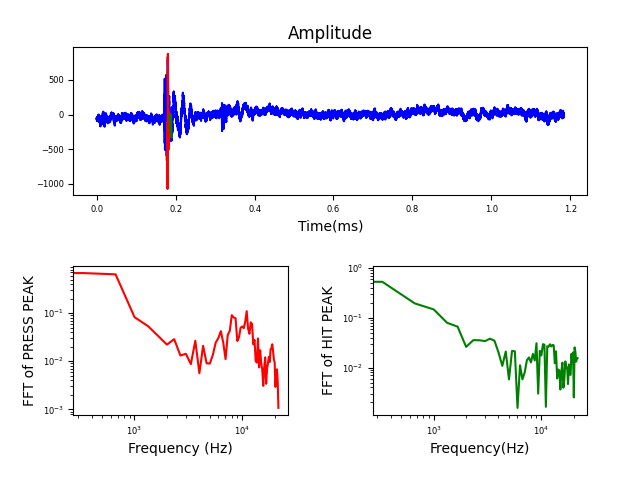 Amplitude
500
0
−500
−1000
0.0 0.2 0.4 0.6 0.8 1.0 1.2
Time(ms)
FFT of PRESS PEAK
10⁻¹
10⁻²
10⁻³
10³ 10⁴
Frequency (Hz)
FFT of HIT PEAK
10⁰
10⁻¹
10⁻²
10³ 10⁴
Frequency(Hz)